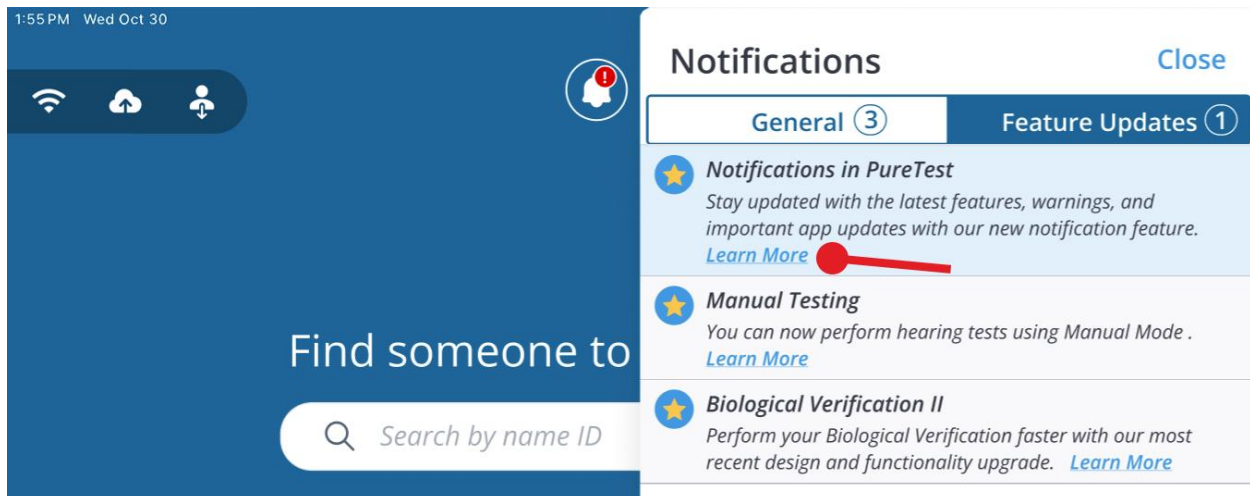 1:55 PM Wed Oct 30
Notifications
Close
General 3
Feature Updates 1
Notifications in PureTest
Stay updated with the latest features, warnings, and
important app updates with our new notification feature.
Learn More
Manual Testing
You can now perform hearing tests using Manual Mode .
Learn More
Biological Verification II
Perform your Biological Verification faster with our most
recent design and functionality upgrade. Learn More
Find someone to
Search by name ID